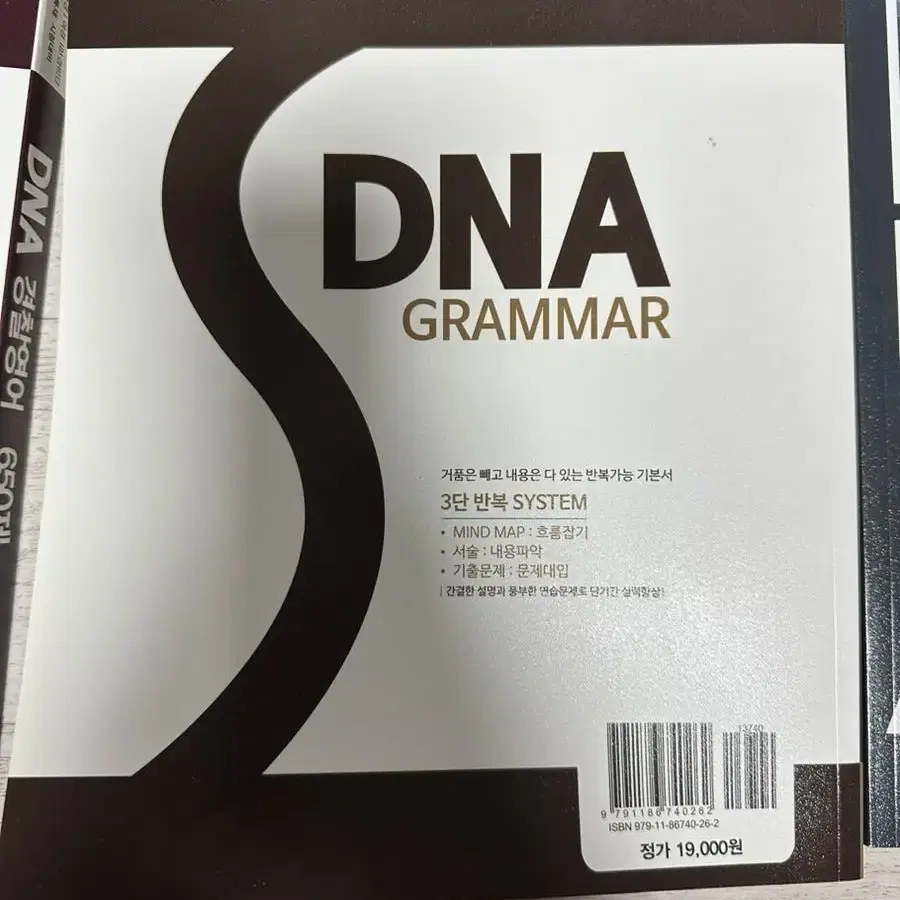 DNA 경찰영어 650제
DNA
GRAMMAR
거품은 빼고 내용은 다 있는 반복가능 기본서
3단 반복 SYSTEM
• MIND MAP : 흐름잡기
• 서술 : 내용파악
• 기출문제 : 문제대입
| 간결한 설명과 풍부한 연습문제로 단기간 실력향상!
13740
9 791186 740262
ISBN 979-11-86740-26-2
정가 19,000원